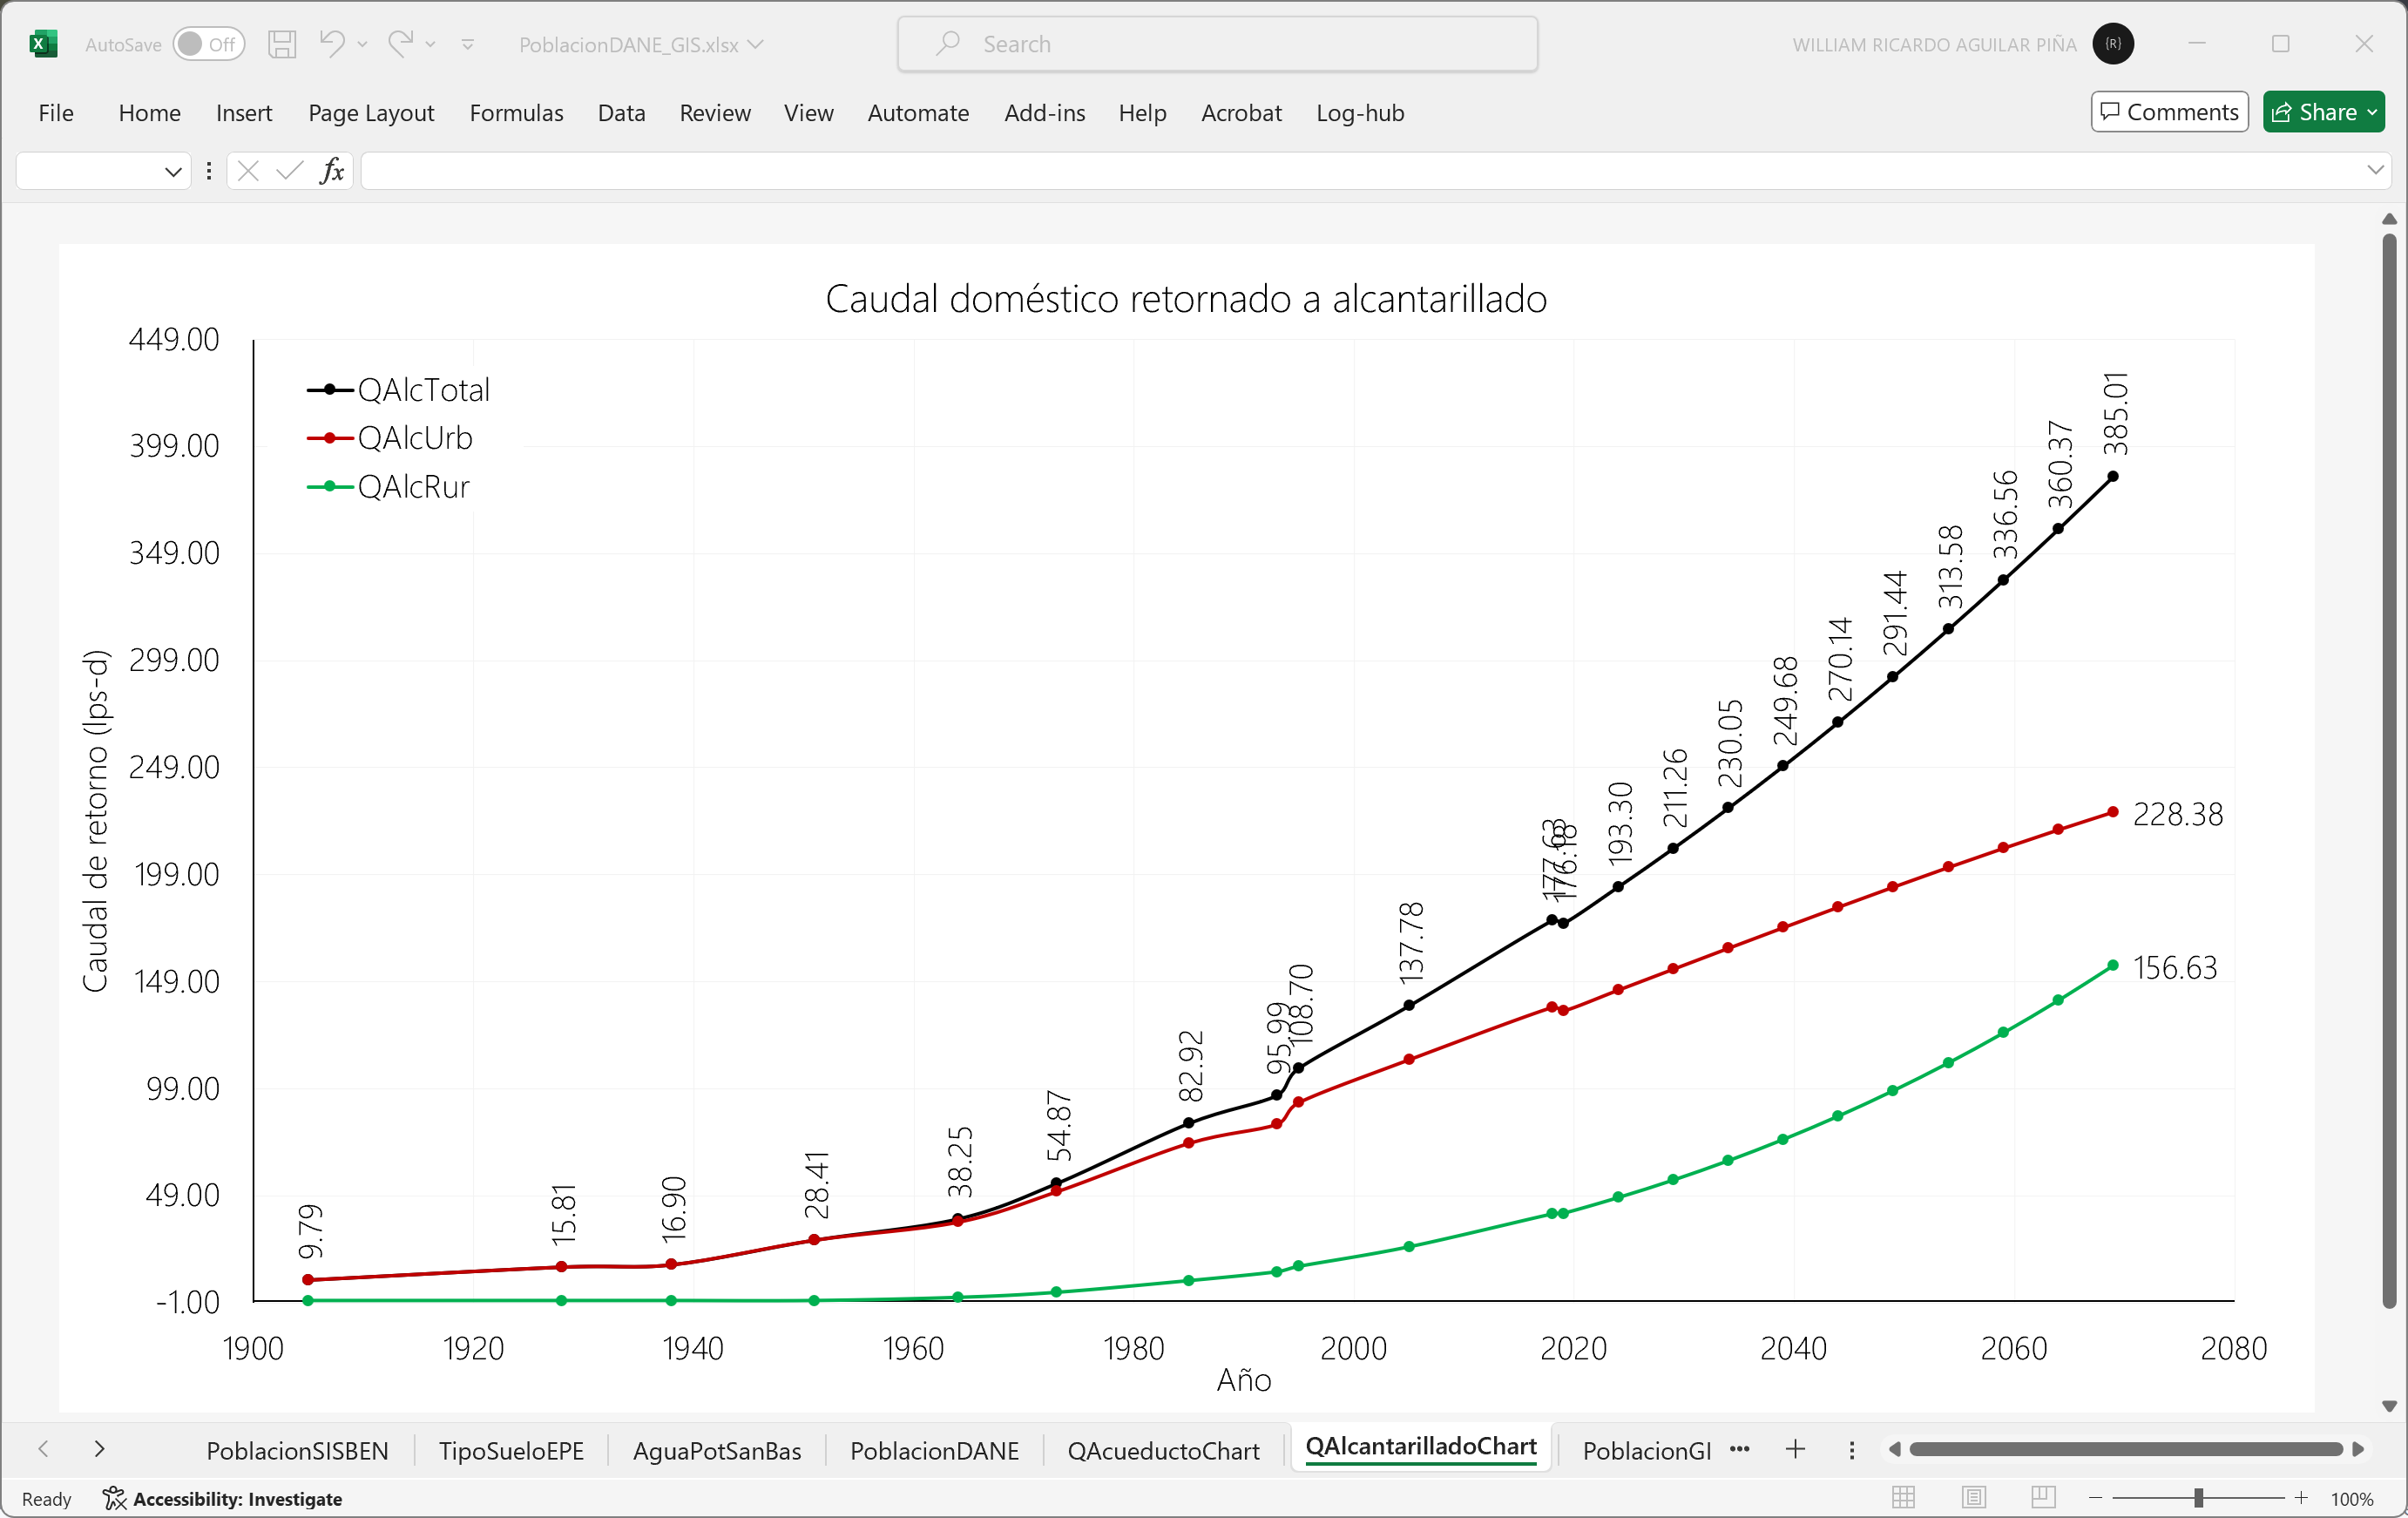 AutoSave Off PoblacionDANE_GIS.xlsx Search WILLIAM RICARDO AGUILAR PIÑA {R}
File Home Insert Page Layout Formulas Data Review View Automate Add-ins Help Acrobat Log-hub Comments Share
fx
Caudal doméstico retornado a alcantarillado
QAlcTotal
QAlcUrb
QAlcRur
Caudal de retorno (lps-d)
449.00
399.00
349.00
299.00
249.00
199.00
149.00
99.00
49.00
-1.00
9.79
15.81
16.90
28.41
38.25
54.87
82.92
95.99
108.70
137.78
177.63
176.18
193.30
211.26
230.05
249.68
270.14
291.44
313.58
336.56
360.37
385.01
228.38
156.63
1900 1920 1940 1960 1980 2000 2020 2040 2060 2080
Año
PoblacionSISBEN TipoSueloEPE AguaPotSanBas PoblacionDANE QAcueductoChart QAlcantarilladoChart PoblacionGI ••• +
Ready Accessibility: Investigate 100%